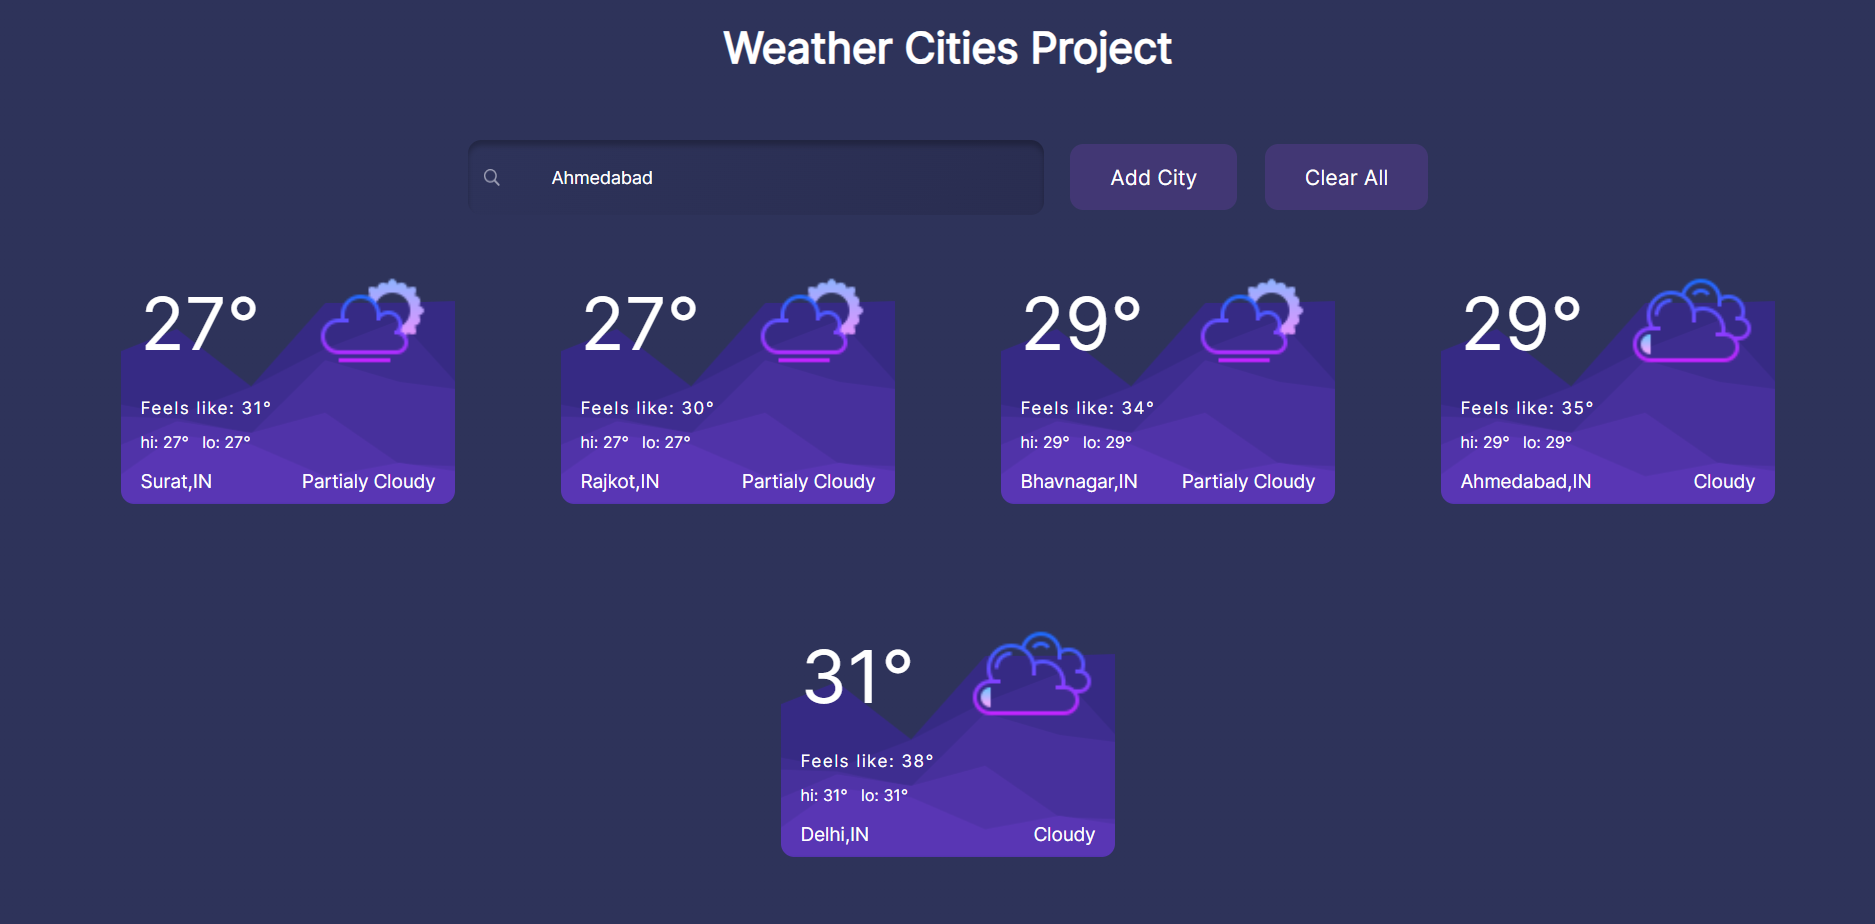 Weather Cities Project
Ahmedabad
Add City
Clear All
27°
Feels like: 31°
hi: 27° lo: 27°
Surat,IN
Partialy Cloudy
27°
Feels like: 30°
hi: 27° lo: 27°
Rajkot,IN
Partialy Cloudy
29°
Feels like: 34°
hi: 29° lo: 29°
Bhavnagar,IN
Partialy Cloudy
29°
Feels like: 35°
hi: 29° lo: 29°
Ahmedabad,IN
Cloudy
31°
Feels like: 38°
hi: 31° lo: 31°
Delhi,IN
Cloudy